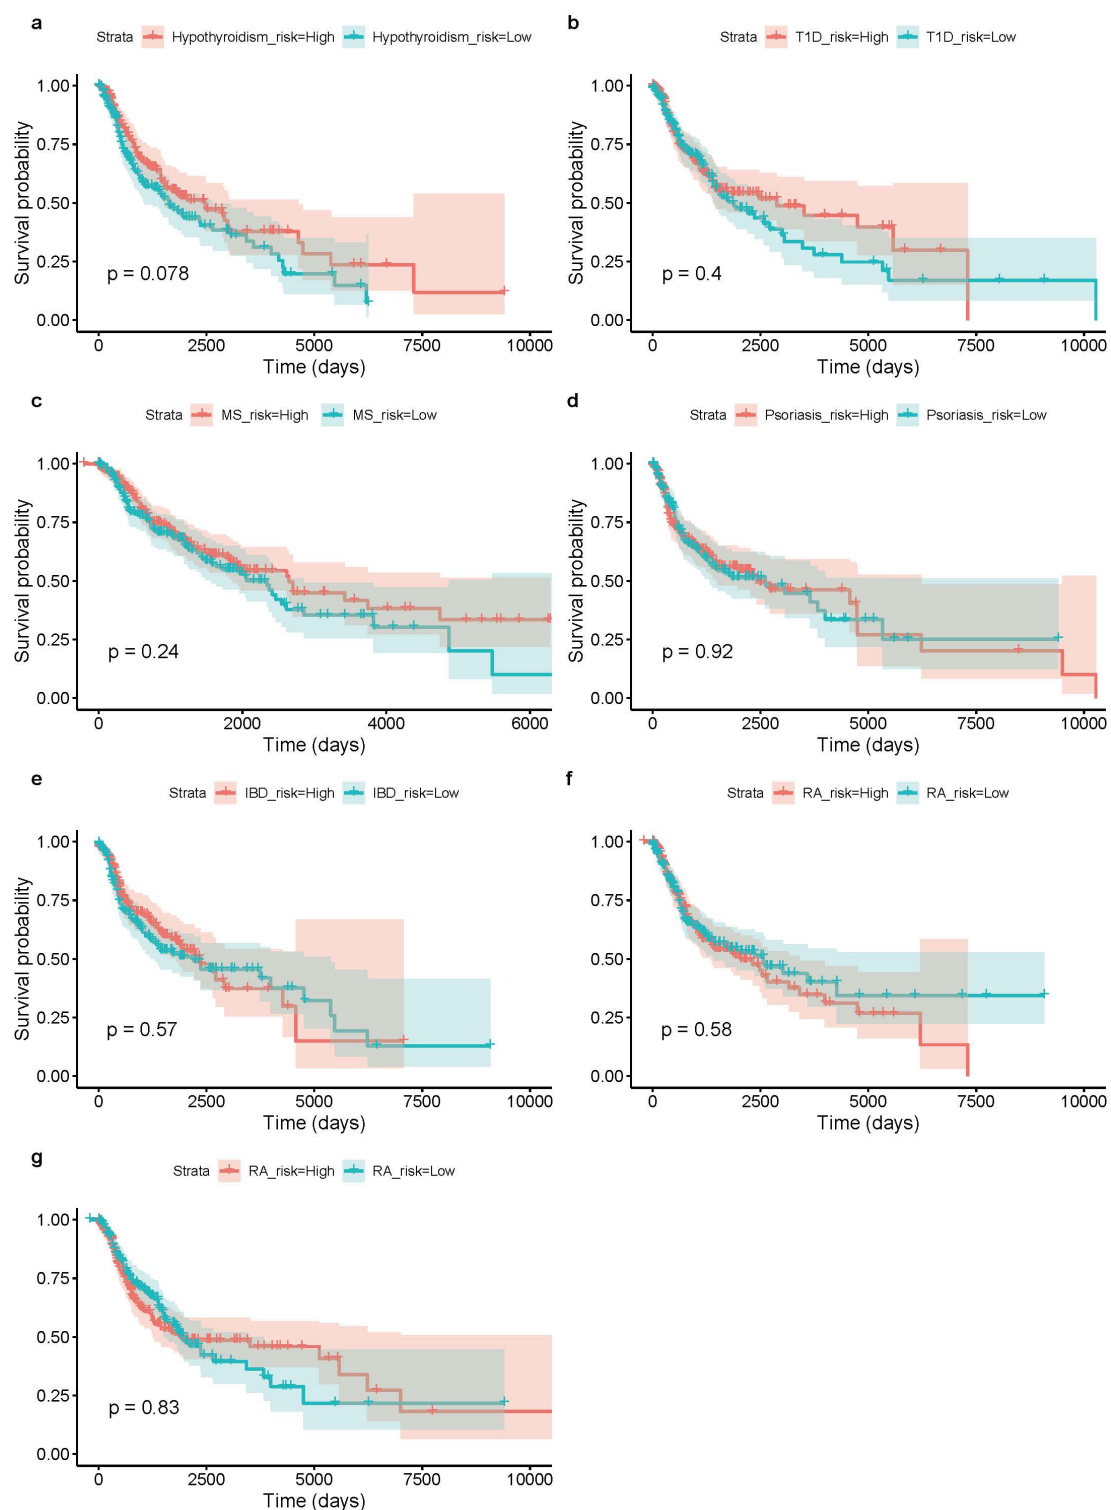 a
Strata Hypothyroidism_risk=High Hypothyroidism_risk=Low
Survival probability
1.00
0.75
0.50
0.25
0.00
p = 0.078
0 2500 5000 7500 10000
Time (days)
b
Strata T1D_risk=High T1D_risk=Low
Survival probability
1.00
0.75
0.50
0.25
0.00
p = 0.4
0 2500 5000 7500 10000
Time (days)
c
Strata MS_risk=High MS_risk=Low
Survival probability
1.00
0.75
0.50
0.25
0.00
p = 0.24
0 2000 4000 6000
Time (days)
d
Strata Psoriasis_risk=High Psoriasis_risk=Low
Survival probability
1.00
0.75
0.50
0.25
0.00
p = 0.92
0 2500 5000 7500 10000
Time (days)
e
Strata IBD_risk=High IBD_risk=Low
Survival probability
1.00
0.75
0.50
0.25
0.00
p = 0.57
0 2500 5000 7500 10000
Time (days)
f
Strata RA_risk=High RA_risk=Low
Survival probability
1.00
0.75
0.50
0.25
0.00
p = 0.58
0 2500 5000 7500 10000
Time (days)
g
Strata RA_risk=High RA_risk=Low
Survival probability
1.00
0.75
0.50
0.25
0.00
p = 0.83
0 2500 5000 7500 10000
Time (days)